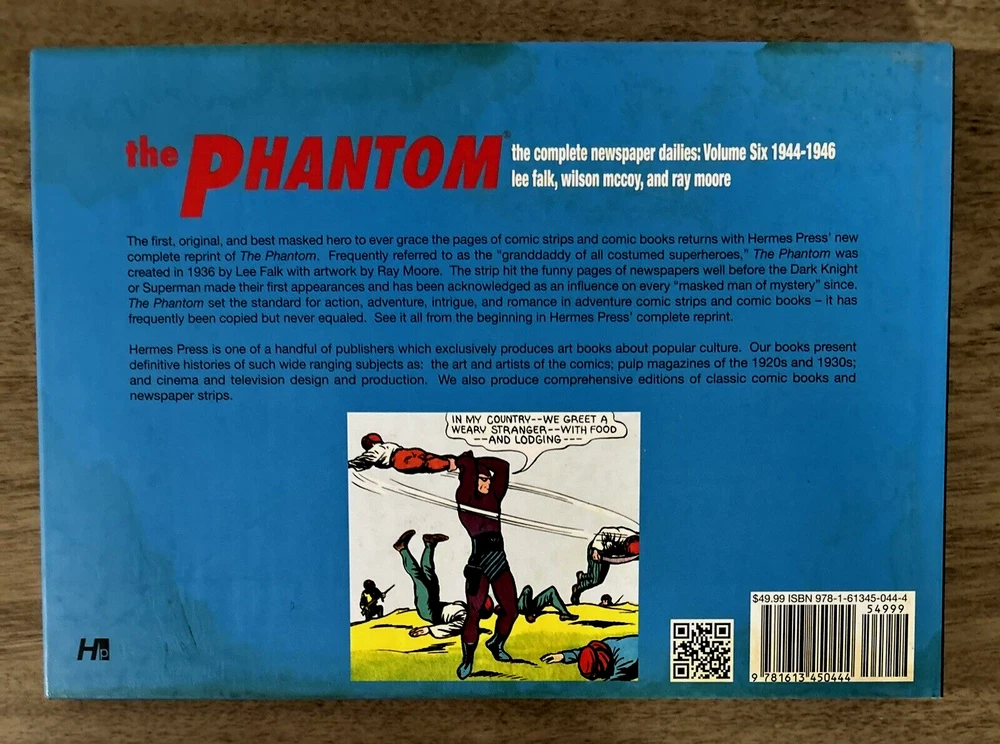 the PHANTOM®
the complete newspaper dailies: Volume Six 1944-1946
lee falk, wilson mccoy, and ray moore
The first, original, and best masked hero to ever grace the pages of comic strips and comic books returns with Hermes Press' new
complete reprint of The Phantom. Frequently referred to as the "granddaddy of all costumed superheroes," The Phantom was
created in 1936 by Lee Falk with artwork by Ray Moore. The strip hit the funny pages of newspapers well before the Dark Knight
or Superman made their first appearances and has been acknowledged as an influence on every "masked man of mystery" since.
The Phantom set the standard for action, adventure, intrigue, and romance in adventure comic strips and comic books – it has
frequently been copied but never equaled. See it all from the beginning in Hermes Press' complete reprint.
Hermes Press is one of a handful of publishers which exclusively produces art books about popular culture. Our books present
definitive histories of such wide ranging subjects as: the art and artists of the comics; pulp magazines of the 1920s and 1930s;
and cinema and television design and production. We also produce comprehensive editions of classic comic books and
newspaper strips.
IN MY COUNTRY--WE GREET A
WEARY STRANGER--WITH FOOD
--AND LODGING---
$49.99 ISBN 978-1-61345-044-4
54999
9 781613 450444
Hp